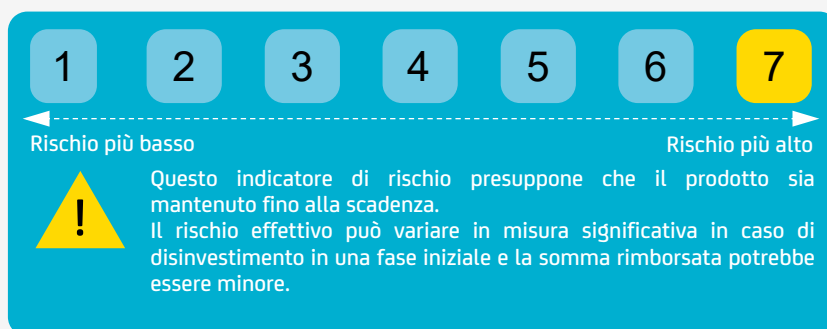 1 2 3 4 5 6 7
Rischio più basso Rischio più alto
Questo indicatore di rischio presuppone che il prodotto sia
mantenuto fino alla scadenza.
!
Il rischio effettivo può variare in misura significativa in caso di
disinvestimento in una fase iniziale e la somma rimborsata potrebbe
essere minore.